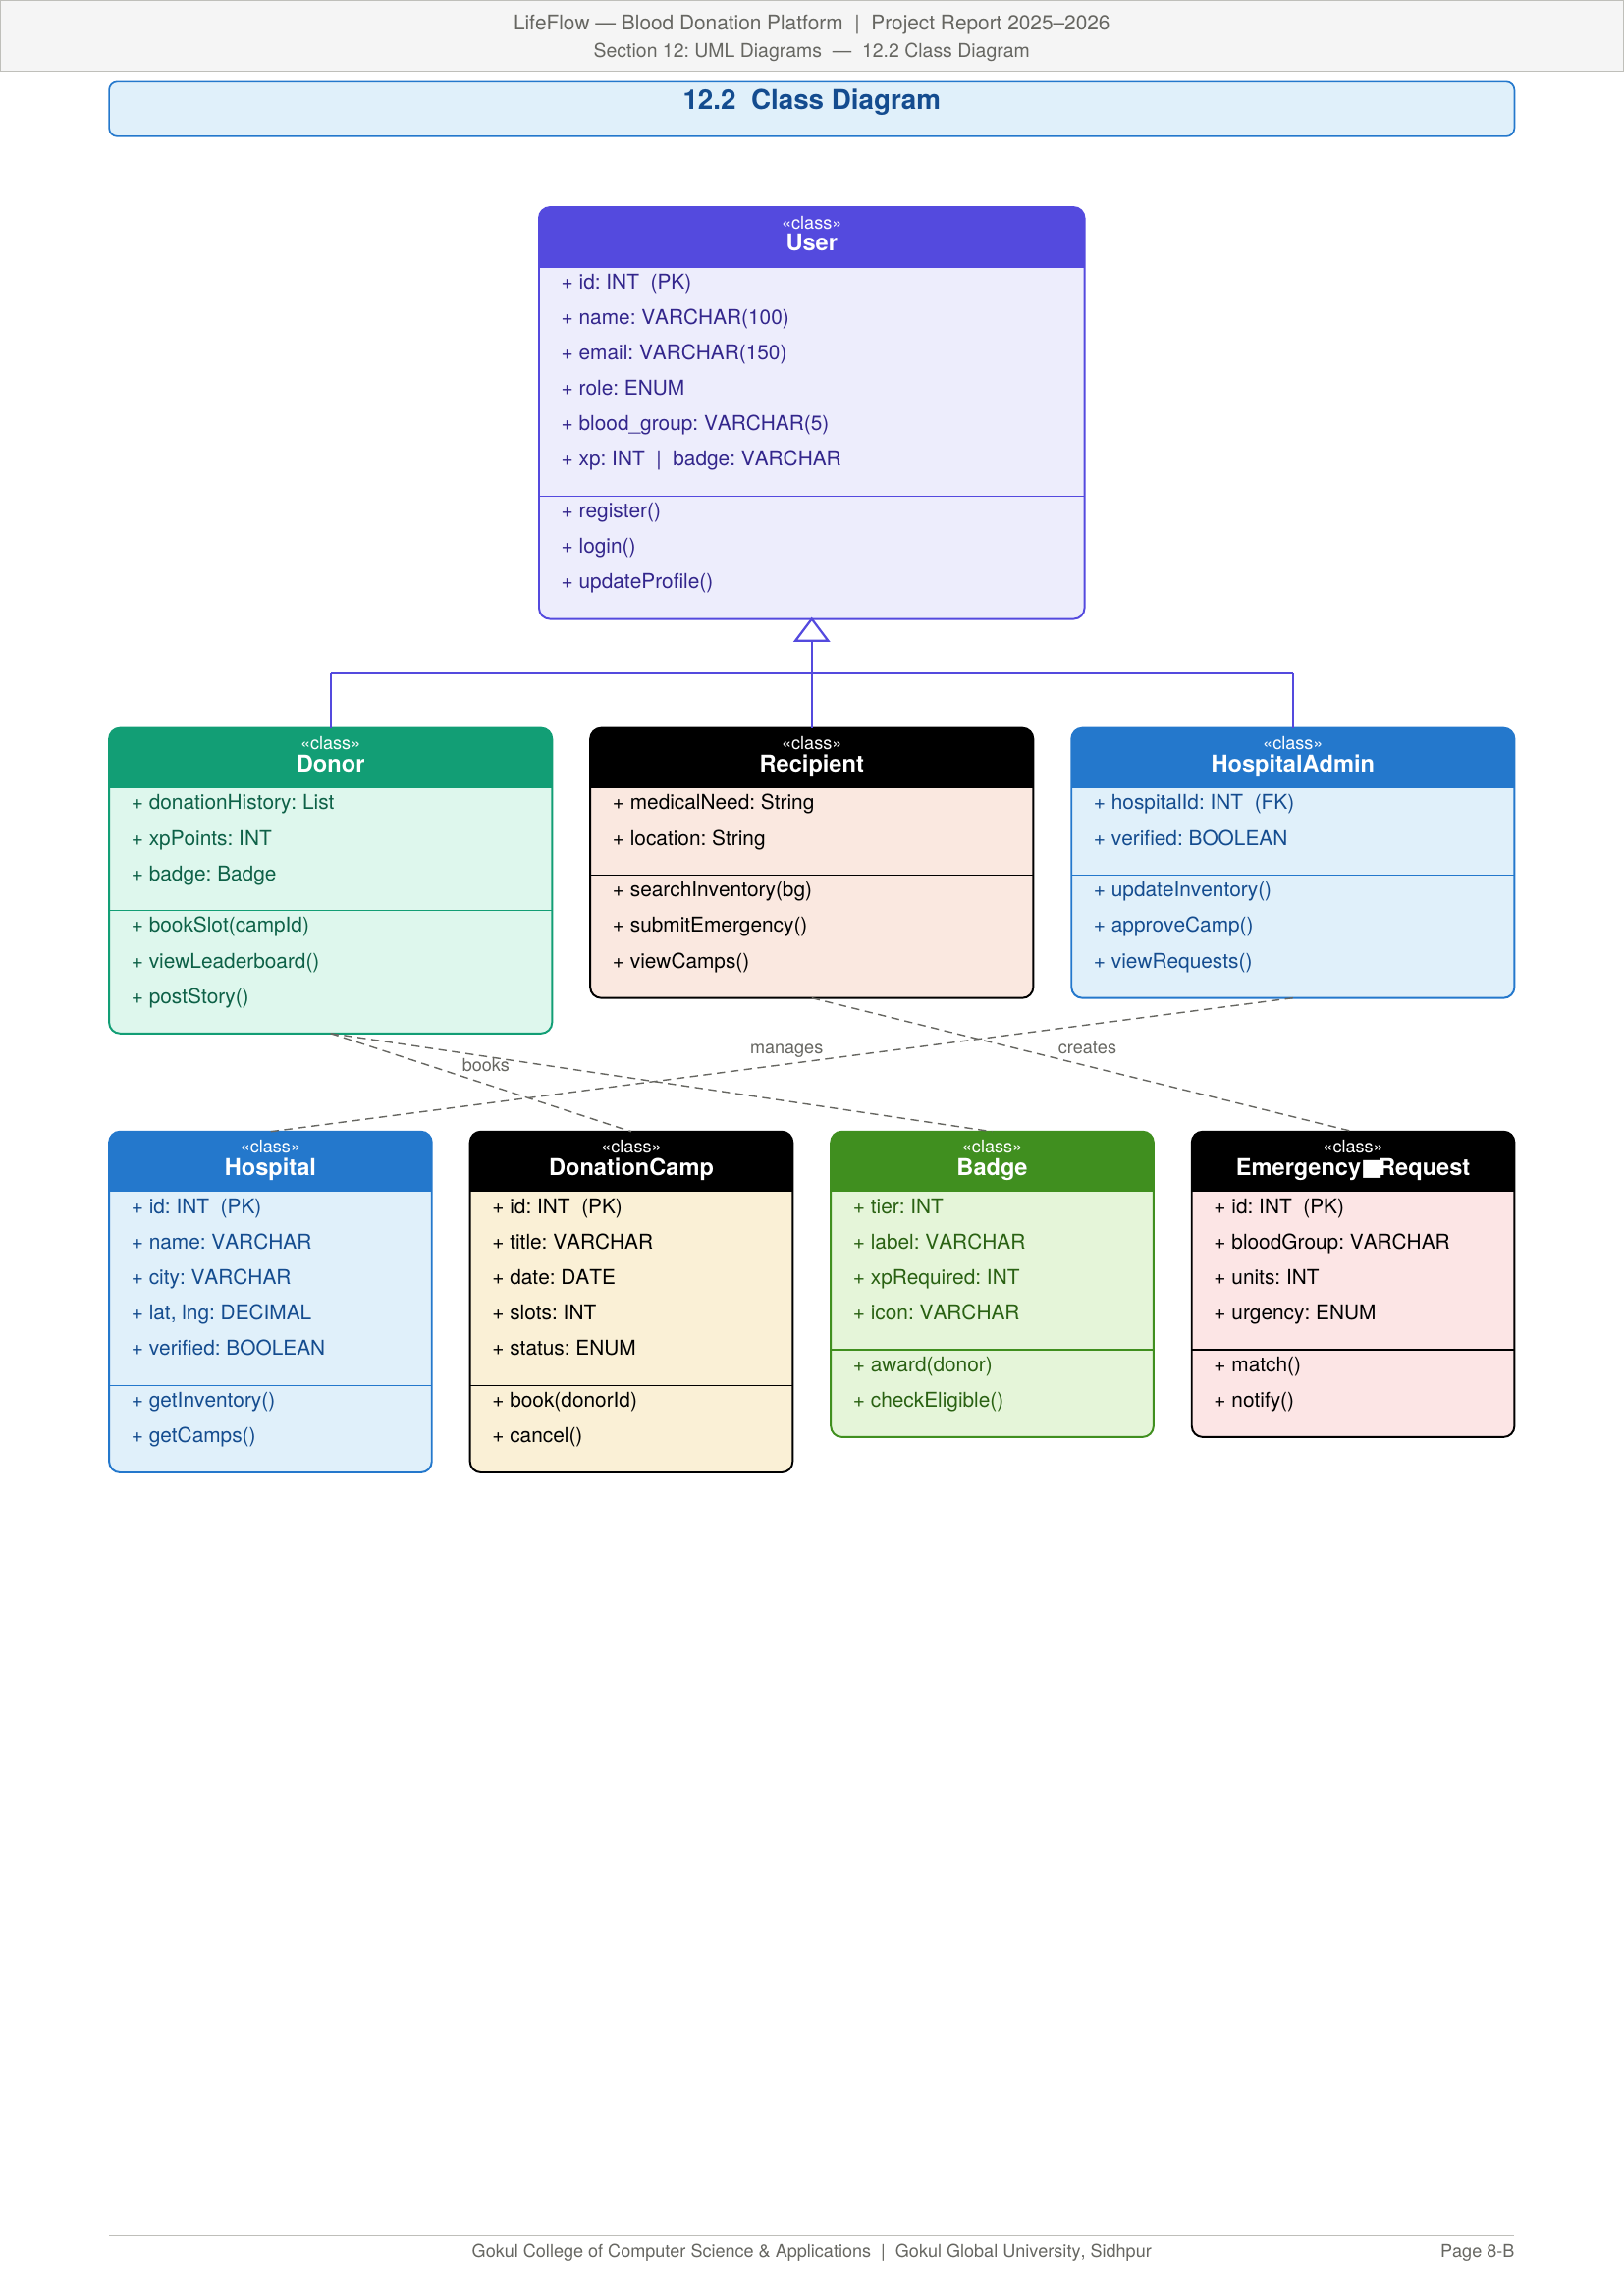 LifeFlow — Blood Donation Platform | Project Report 2025–2026
Section 12: UML Diagrams — 12.2 Class Diagram
12.2 Class Diagram
«class»
User
+ id: INT (PK)
+ name: VARCHAR(100)
+ email: VARCHAR(150)
+ role: ENUM
+ blood_group: VARCHAR(5)
+ xp: INT | badge: VARCHAR
+ register()
+ login()
+ updateProfile()
«class»
Donor
+ donationHistory: List
+ xpPoints: INT
+ badge: Badge
+ bookSlot(campId)
+ viewLeaderboard()
+ postStory()
«class»
Recipient
+ medicalNeed: String
+ location: String
+ searchInventory(bg)
+ submitEmergency()
+ viewCamps()
«class»
HospitalAdmin
+ hospitalId: INT (FK)
+ verified: BOOLEAN
+ updateInventory()
+ approveCamp()
+ viewRequests()
books
manages
creates
«class»
Hospital
+ id: INT (PK)
+ name: VARCHAR
+ city: VARCHAR
+ lat, lng: DECIMAL
+ verified: BOOLEAN
+ getInventory()
+ getCamps()
«class»
DonationCamp
+ id: INT (PK)
+ title: VARCHAR
+ date: DATE
+ slots: INT
+ status: ENUM
+ book(donorId)
+ cancel()
«class»
Badge
+ tier: INT
+ label: VARCHAR
+ xpRequired: INT
+ icon: VARCHAR
+ award(donor)
+ checkEligible()
«class»
Emergency■Request
+ id: INT (PK)
+ bloodGroup: VARCHAR
+ units: INT
+ urgency: ENUM
+ match()
+ notify()
Gokul College of Computer Science & Applications | Gokul Global University, Sidhpur
Page 8-B